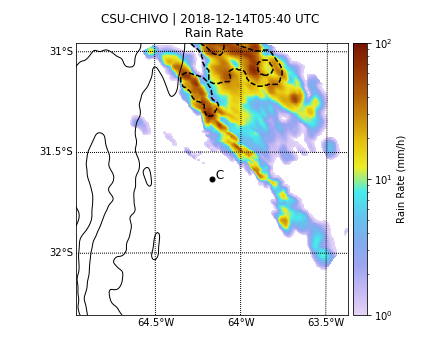 CSU-CHIVO | 2018-12-14T05:40 UTC
Rain Rate
31°S
31.5°S
32°S
C
64.5°W
64°W
63.5°W
10²
10¹
10⁰
Rain Rate (mm/h)